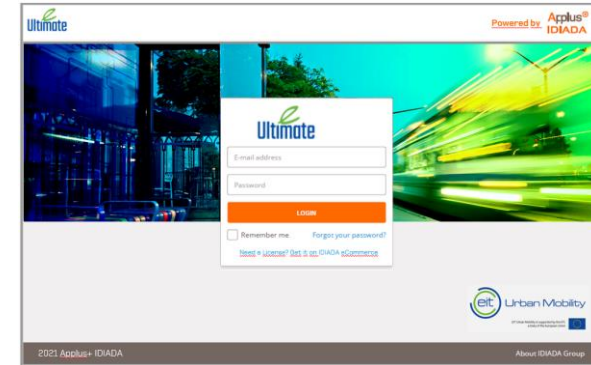 Ultimate
Powered by Applus⊕ IDIADA
Ultimate
E-mail address
Password
LOGIN
Remember me Forgot your password?
Need a License? Get it on IDIADA eCommerce
eit Urban Mobility
2021 Applus+ IDIADA About IDIADA Group